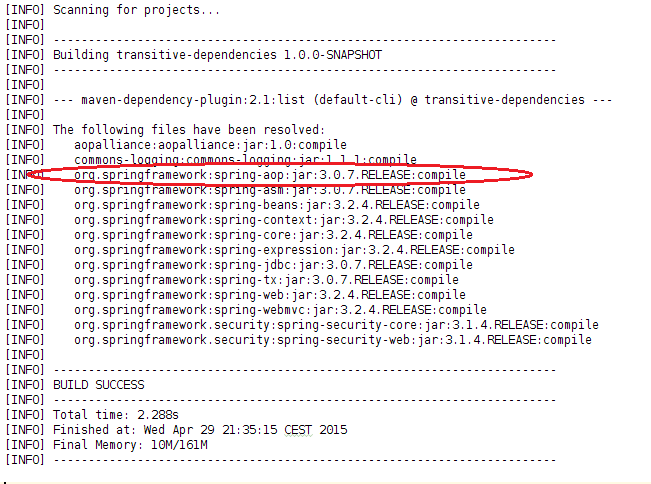 [INFO] Scanning for projects...
[INFO]
[INFO] ------------------------------------------------------------------------
[INFO] Building transitive-dependencies 1.0.0-SNAPSHOT
[INFO] ------------------------------------------------------------------------
[INFO]
[INFO] --- maven-dependency-plugin:2.1:list (default-cli) @ transitive-dependencies ---
[INFO]
[INFO] The following files have been resolved:
[INFO]    aopalliance:aopalliance:jar:1.0:compile
[INFO]    commons-logging:commons-logging:jar:1.1.1:compile
[INFO]    org.springframework:spring-aop:jar:3.0.7.RELEASE:compile
[INFO]    org.springframework:spring-asm:jar:3.0.7.RELEASE:compile
[INFO]    org.springframework:spring-beans:jar:3.2.4.RELEASE:compile
[INFO]    org.springframework:spring-context:jar:3.2.4.RELEASE:compile
[INFO]    org.springframework:spring-core:jar:3.2.4.RELEASE:compile
[INFO]    org.springframework:spring-expression:jar:3.2.4.RELEASE:compile
[INFO]    org.springframework:spring-jdbc:jar:3.0.7.RELEASE:compile
[INFO]    org.springframework:spring-tx:jar:3.0.7.RELEASE:compile
[INFO]    org.springframework:spring-web:jar:3.2.4.RELEASE:compile
[INFO]    org.springframework:spring-webmvc:jar:3.2.4.RELEASE:compile
[INFO]    org.springframework.security:spring-security-core:jar:3.1.4.RELEASE:compile
[INFO]    org.springframework.security:spring-security-web:jar:3.1.4.RELEASE:compile
[INFO]
[INFO] ------------------------------------------------------------------------
[INFO] BUILD SUCCESS
[INFO] ------------------------------------------------------------------------
[INFO] Total time: 2.288s
[INFO] Finished at: Wed Apr 29 21:35:15 CEST 2015
[INFO] Final Memory: 10M/161M
[INFO] ------------------------------------------------------------------------